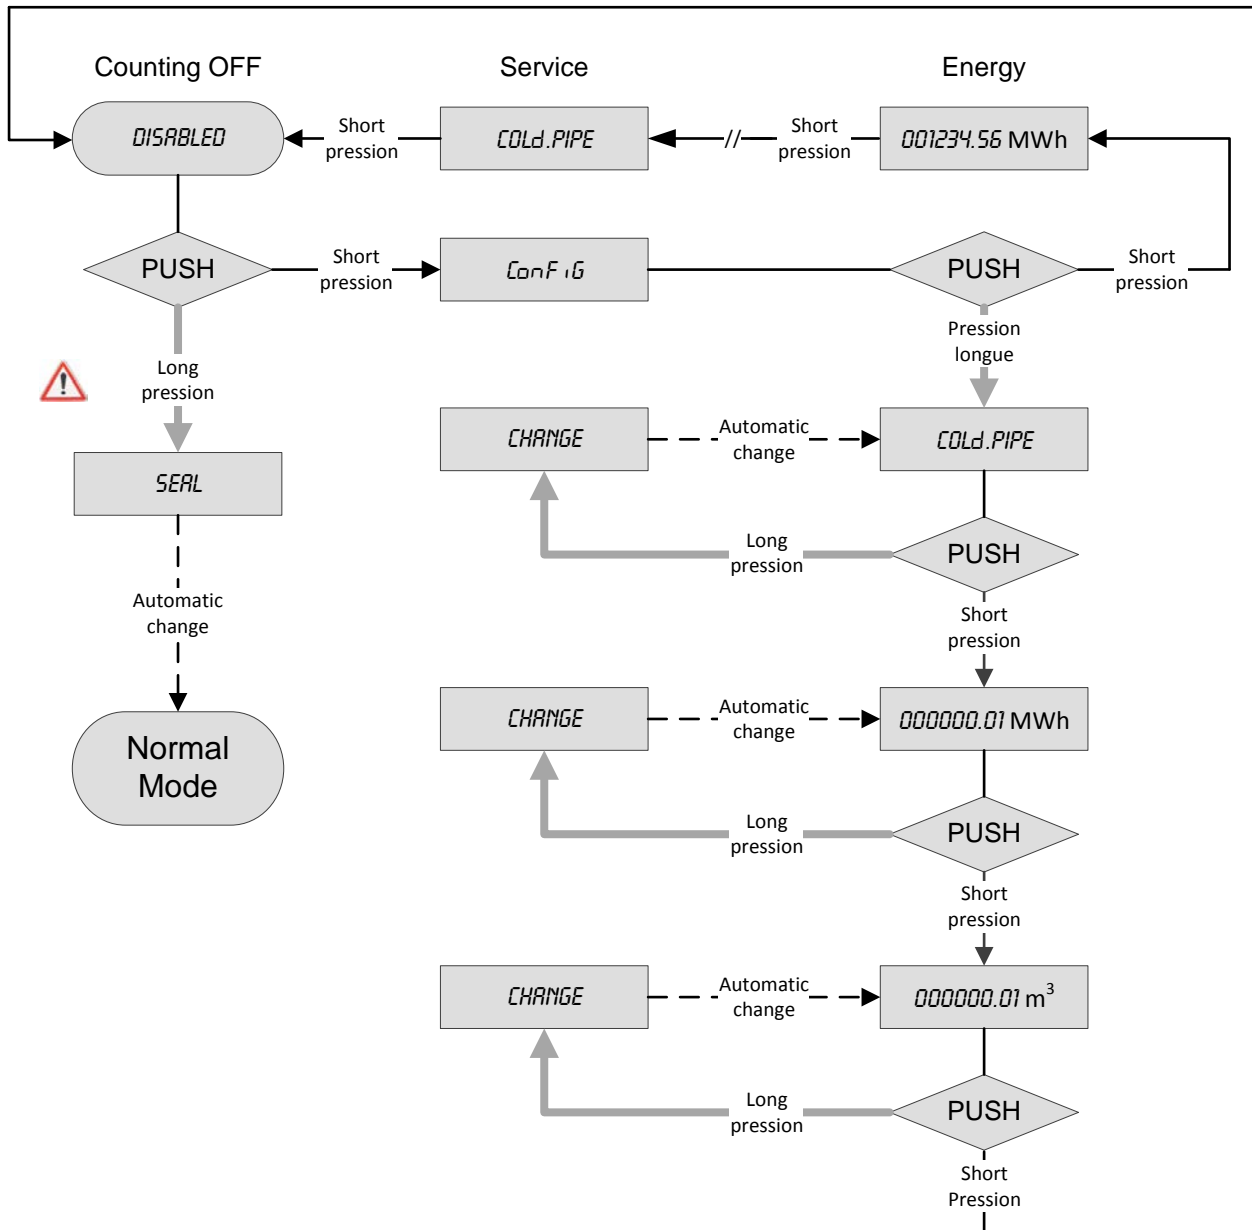 Counting OFF
Service
Energy
DISABLED
Short
pression
COLd.PIPE
//
Short
pression
001234.56 MWh
PUSH
Short
pression
ConFiG
PUSH
Short
pression
Long
pression
Pression
longue
CHANGE
Automatic
change
COLd.PIPE
SEAL
Long
pression
PUSH
Automatic
change
Short
pression
CHANGE
Automatic
change
000000.01 MWh
Normal
Mode
Long
pression
PUSH
Short
pression
CHANGE
Automatic
change
000000.01 m³
Long
pression
PUSH
Short
Pression